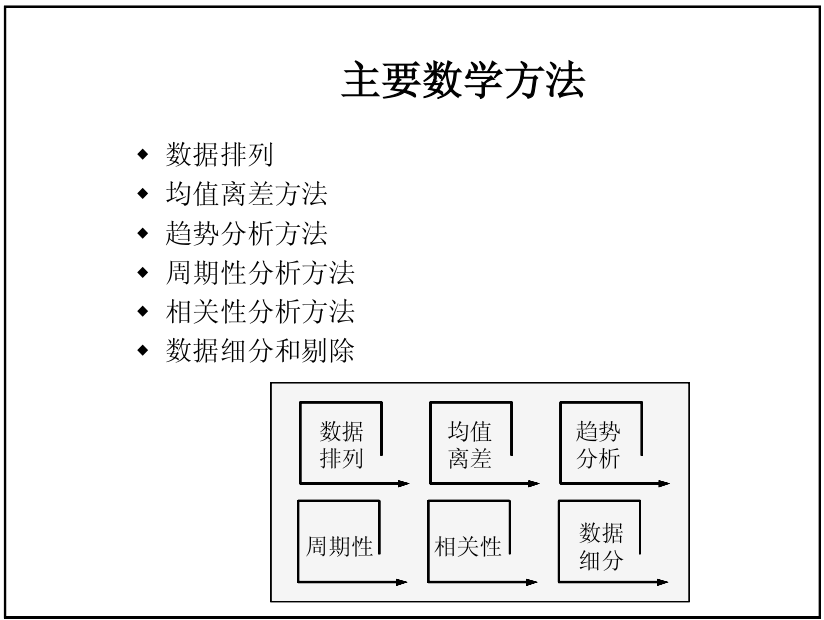 主要数学方法
数据排列
均值离差方法
趋势分析方法
周期性分析方法
相关性分析方法
数据细分和剔除
数据
排列
均值
离差
趋势
分析
周期性
相关性
数据
细分